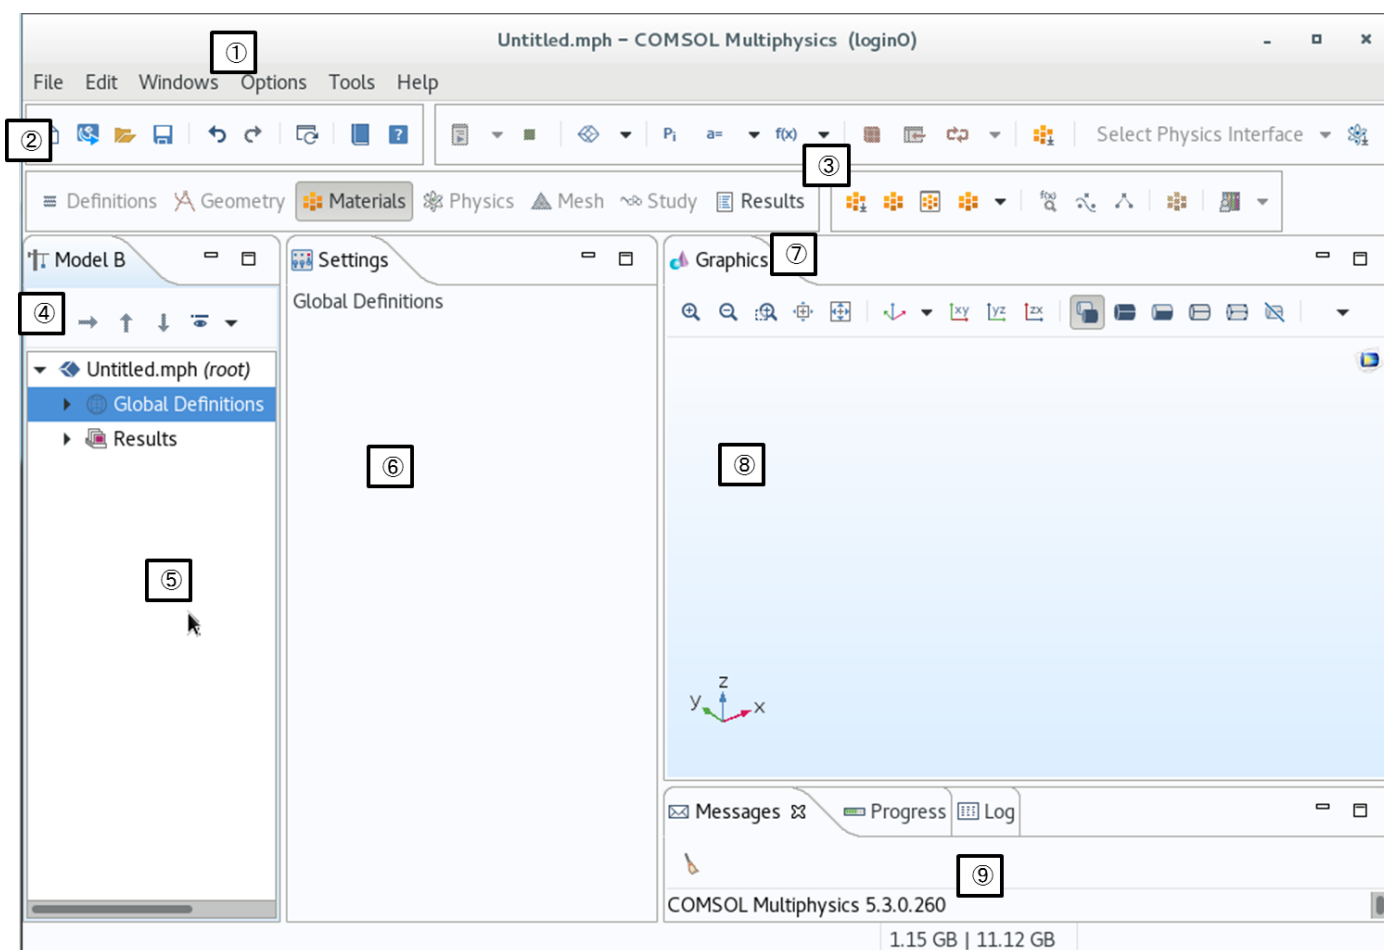 Untitled.mph – COMSOL Multiphysics (login0)
①
File Edit Windows Options Tools Help
②
Pi a= f(x) Select Physics Interface
③
Definitions Geometry Materials Physics Mesh Study Results f(x)
Model B Settings Graphics ⑦
Global Definitions
④
xy yz zx
Untitled.mph (root)
Global Definitions
Results
⑥
⑧
⑤
z
y x
Messages Progress Log
⑨
COMSOL Multiphysics 5.3.0.260
1.15 GB | 11.12 GB